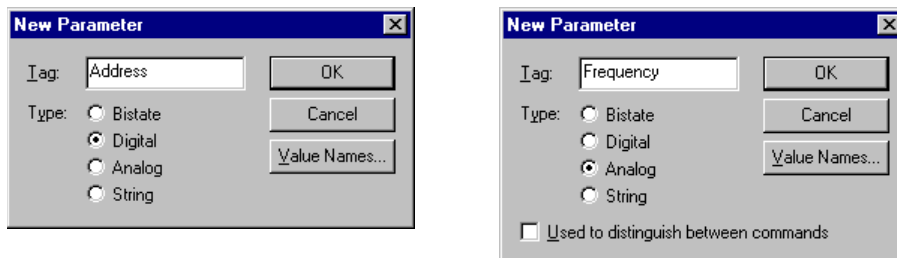 New Parameter
Tag: Address OK
Type: Bistate Cancel
Digital
Value Names...
Analog
String
New Parameter
Tag: Frequency OK
Type: Bistate Cancel
Digital
Value Names...
Analog
String
Used to distinguish between commands